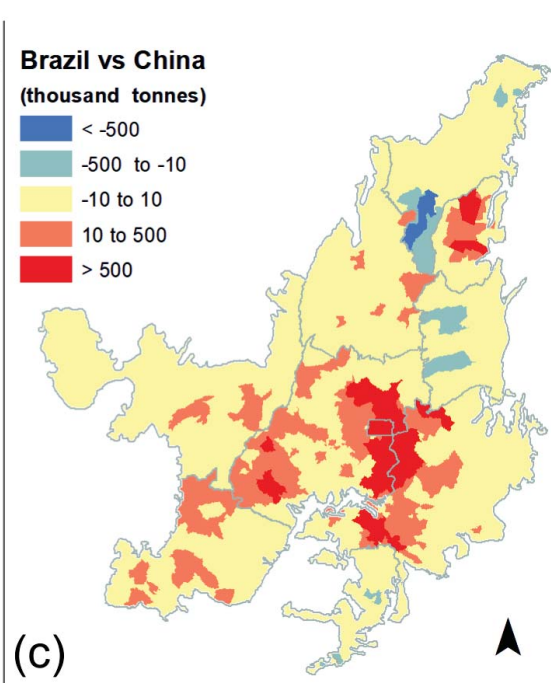 Brazil vs China
(thousand tonnes)
< -500
-500 to -10
-10 to 10
10 to 500
> 500
(c)